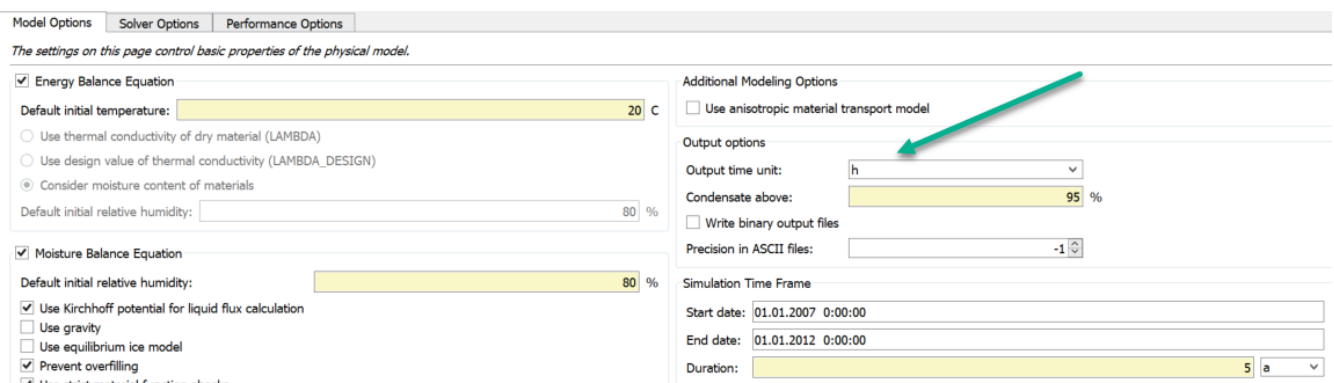 Model Options
Solver Options
Performance Options
The settings on this page control basic properties of the physical model.
Energy Balance Equation
Default initial temperature: 20 C
Use thermal conductivity of dry material (LAMBDA)
Use design value of thermal conductivity (LAMBDA_DESIGN)
Consider moisture content of materials
Default initial relative humidity: 80 %
Moisture Balance Equation
Default initial relative humidity: 80 %
Use Kirchhoff potential for liquid flux calculation
Use gravity
Use equilibrium ice model
Prevent overfilling
Use strict material function checks
Additional Modeling Options
Use anisotropic material transport model
Output options
Output time unit: h
Condensate above: 95 %
Write binary output files
Precision in ASCII files: -1
Simulation Time Frame
Start date: 01.01.2007 0:00:00
End date: 01.01.2012 0:00:00
Duration: 5 a